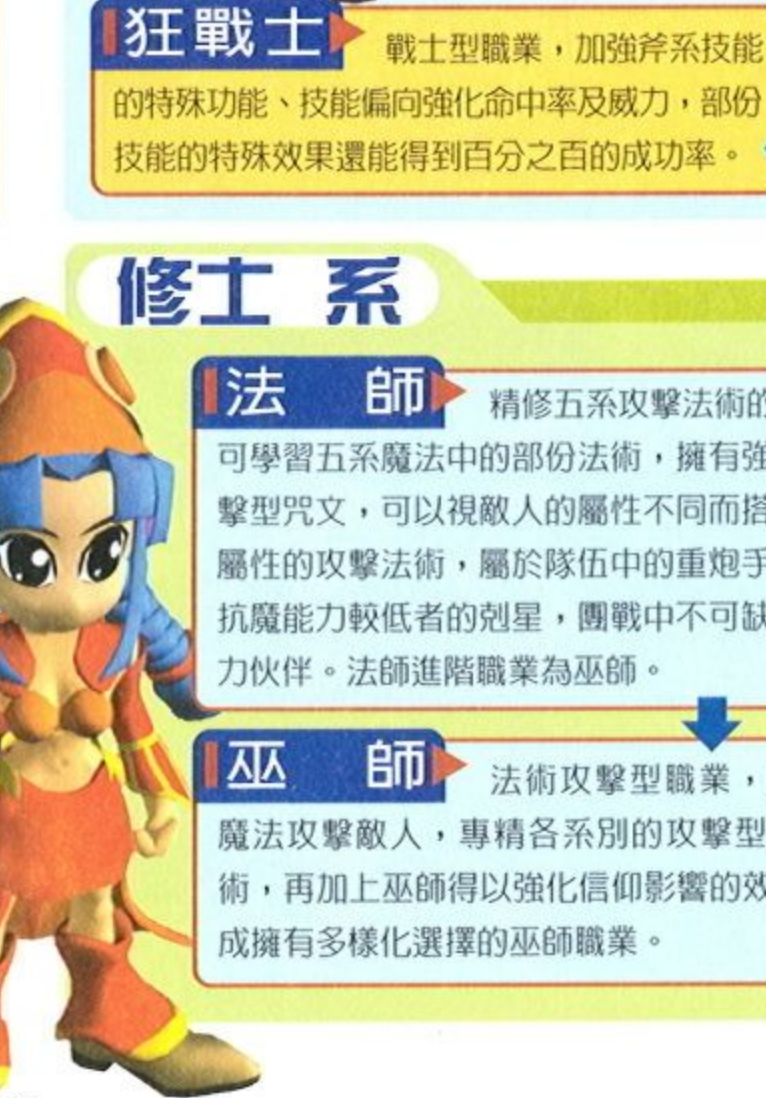 狂戰士 戰士型職業，加強斧系技能
的特殊功能、技能偏向強化命中率及威力，部份
技能的特殊效果還能得到百分之百的成功率。
修士 系
法 師 精修五系攻擊法術的
可學習五系魔法中的部份法術，擁有強
擊型咒文，可以視敵人的屬性不同而搭
屬性的攻擊法術，屬於隊伍中的重炮手
抗魔能力較低者的剋星，團戰中不可缺
力伙伴。法師進階職業為巫師。
巫 師 法術攻擊型職業，
魔法攻擊敵人，專精各系別的攻擊型
術，再加上巫師得以強化信仰影響的效
成擁有多樣化選擇的巫師職業。